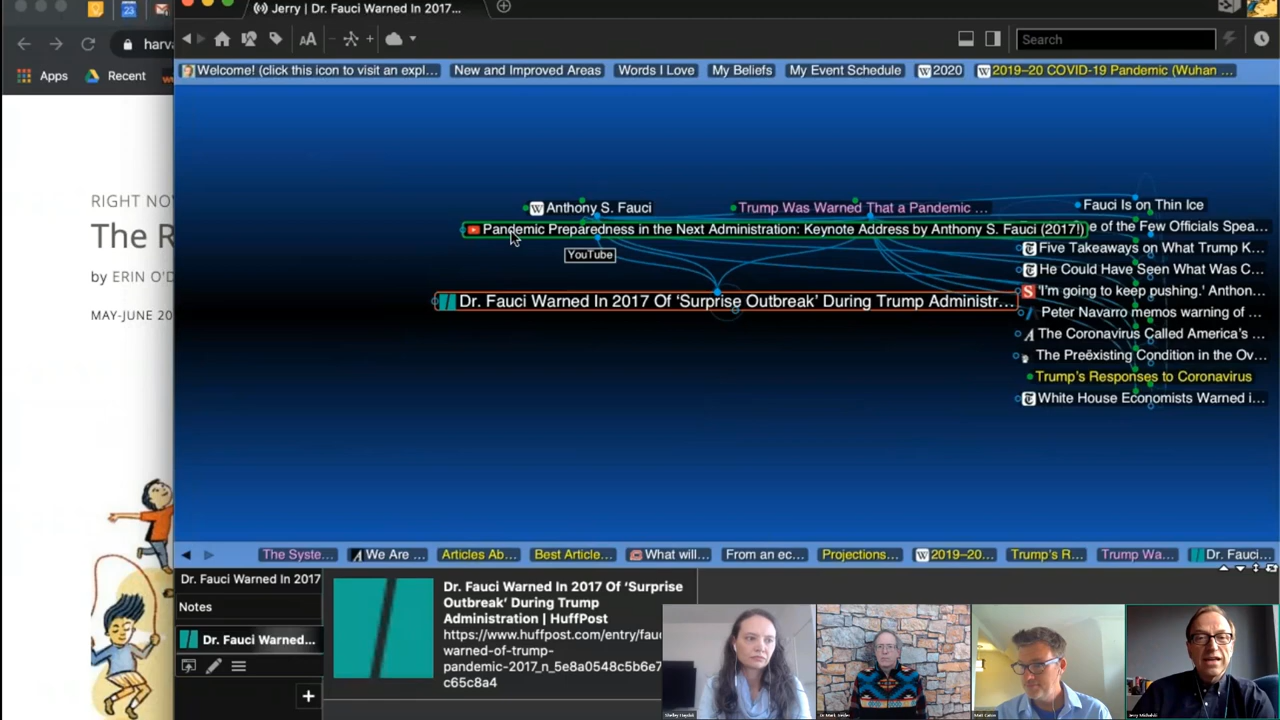 Jerry | Dr. Fauci Warned In 2017...
23
harv
Apps
Recent
AA
Search
Welcome! (click this icon to visit an expl...
New and Improved Areas
Words I Love
My Beliefs
My Event Schedule
W 2020
W 2019–20 COVID-19 Pandemic (Wuhan ...
RIGHT NO
The R
by ERIN O'D
MAY-JUNE 20
W Anthony S. Fauci
Trump Was Warned That a Pandemic ...
Fauci Is on Thin Ice
Pandemic Preparedness in the Next Administration: Keynote Address by Anthony S. Fauci (2017!)
e of the Few Officials Spea...
YouTube
Five Takeaways on What Trump K...
He Could Have Seen What Was C...
S 'I'm going to keep pushing.' Anthon...
Dr. Fauci Warned In 2017 Of ‘Surprise Outbreak’ During Trump Administr...
Peter Navarro memos warning of ...
A The Coronavirus Called America’s ...
The Preëxisting Condition in the Ov...
Trump’s Responses to Coronavirus
White House Economists Warned i...
The Syste...
A We Are ...
Articles Ab...
Best Article...
What will...
From an ec...
Projections...
W 2019–20...
Trump’s R...
Trump Wa...
Dr. Fauci...
Dr. Fauci Warned In 2017
Notes
Dr. Fauci Warned...
Dr. Fauci Warned In 2017 Of ‘Surprise
Outbreak’ During Trump
Administration | HuffPost
https://www.huffpost.com/entry/fauc
warned-of-trump-
pandemic-2017_n_5e8a0548c5b6e7
c65c8a4
Matt Calvin